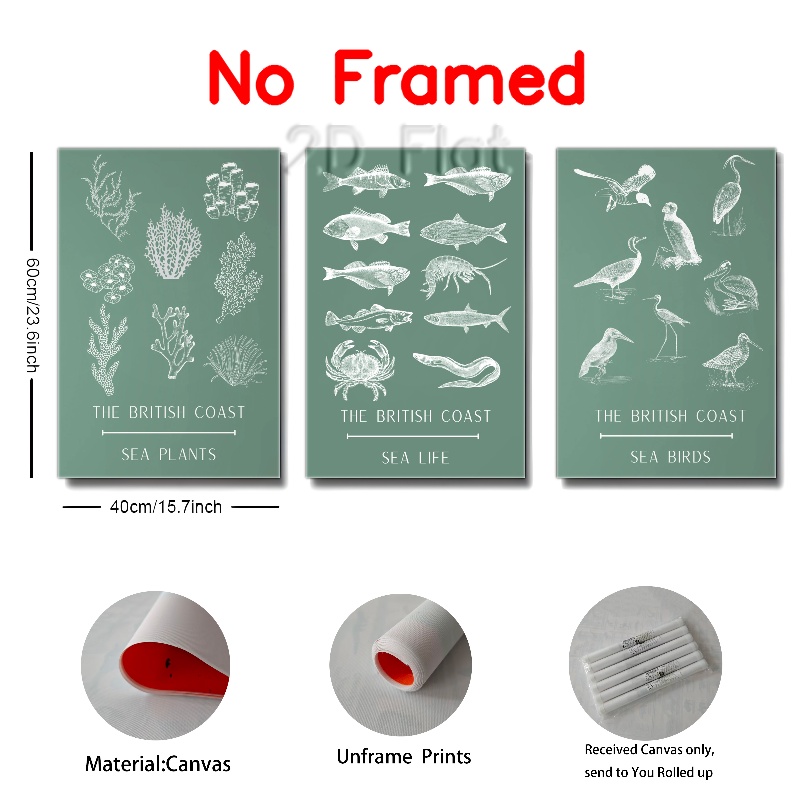 No Framed
2D Flat
60cm/23.6inch
THE BRITISH COAST
SEA PLANTS
THE BRITISH COAST
SEA LIFE
THE BRITISH COAST
SEA BIRDS
40cm/15.7inch
Material:Canvas
Unframe Prints
Received Canvas only,
send to You Rolled up